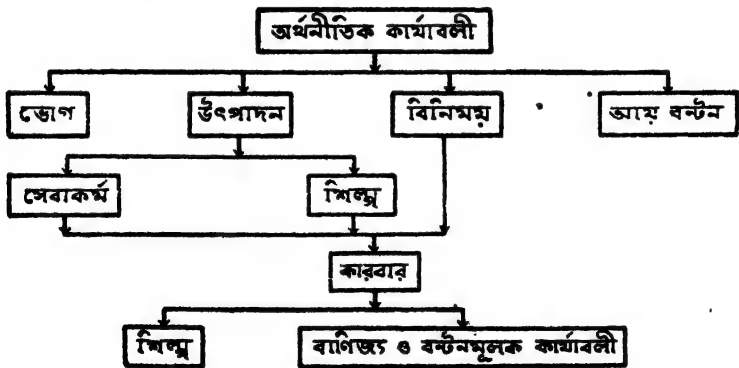 অর্থনীতিক কার্যাবলী
ভোগ উৎপাদন বিনিময় আয় বন্টন
সেবাকর্ম শিল্প
কারবার
শিল্প বাণিজ্য ও বন্টনমূলক কার্যাবলী